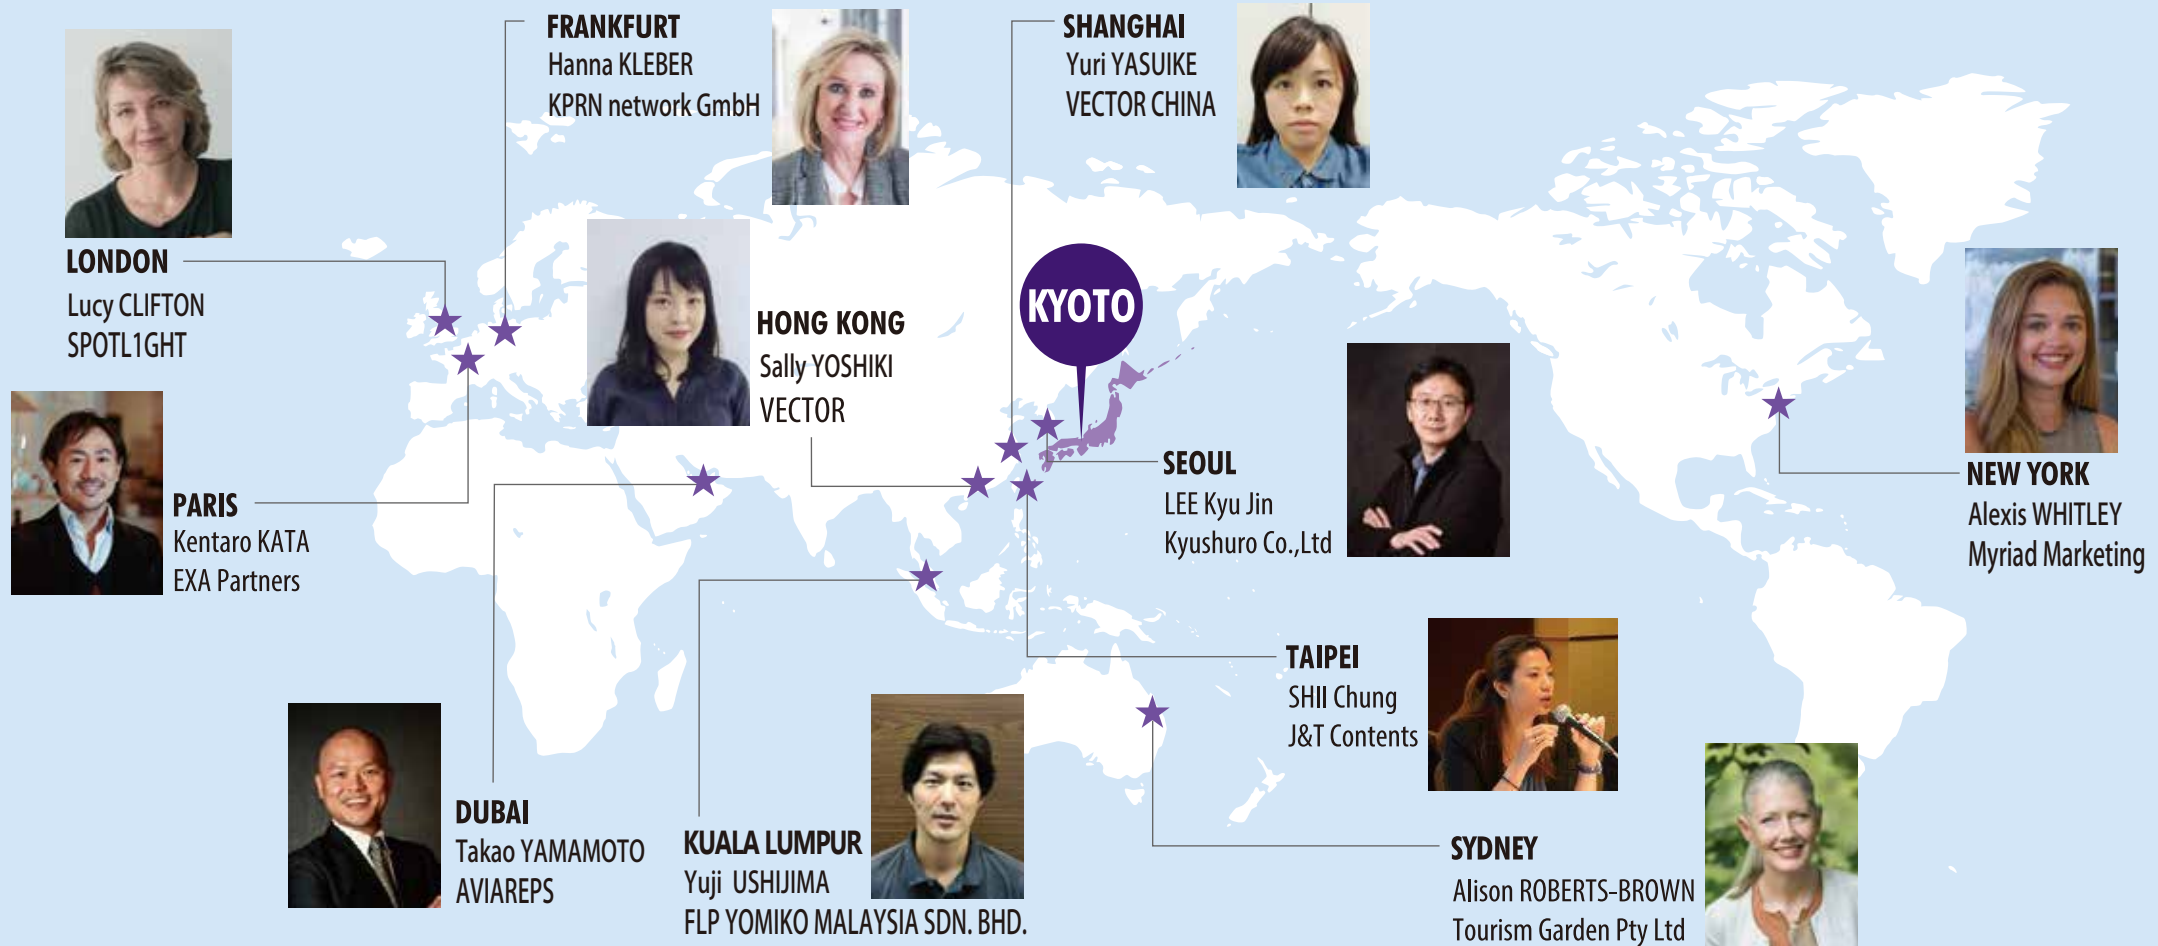 FRANKFURT
Hanna KLEBER
KPRN network GmbH
SHANGHAI
Yuri YASUIKE
VECTOR CHINA
LONDON
Lucy CLIFTON
SPOTL1GHT
HONG KONG
Sally YOSHIKI
VECTOR
KYOTO
PARIS
Kentaro KATA
EXA Partners
SEOUL
LEE Kyu Jin
Kyushuro Co.,Ltd
NEW YORK
Alexis WHITLEY
Myriad Marketing
TAIPEI
SHII Chung
J&T Contents
DUBAI
Takao YAMAMOTO
AVIAREPS
KUALA LUMPUR
Yuji USHIJIMA
FLP YOMIKO MALAYSIA SDN. BHD.
SYDNEY
Alison ROBERTS-BROWN
Tourism Garden Pty Ltd